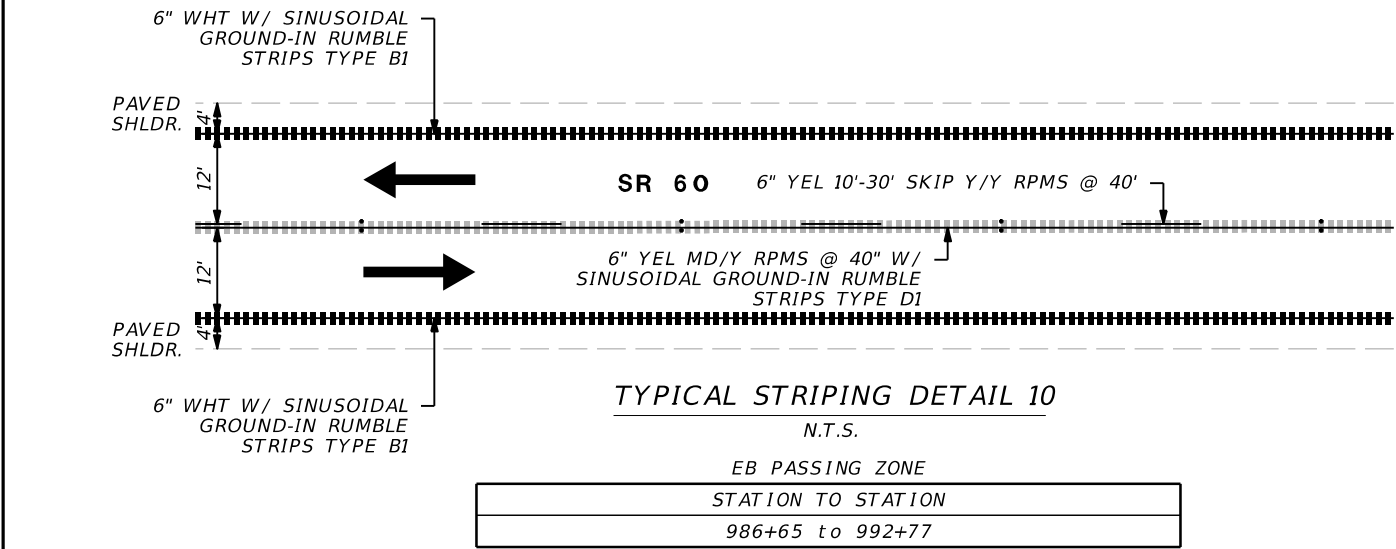 6" WHT W/ SINUSOIDAL
GROUND-IN RUMBLE
STRIPS TYPE B1
PAVED
SHLDR.
4'
12'
SR 60
6" YEL 10'-30' SKIP Y/Y RPMS @ 40'
12'
6" YEL MD/Y RPMS @ 40" W/
SINUSOIDAL GROUND-IN RUMBLE
STRIPS TYPE D1
PAVED
SHLDR.
4'
6" WHT W/ SINUSOIDAL
GROUND-IN RUMBLE
STRIPS TYPE B1
TYPICAL STRIPING DETAIL 10
N.T.S.
EB PASSING ZONE
STATION TO STATION
986+65 to 992+77